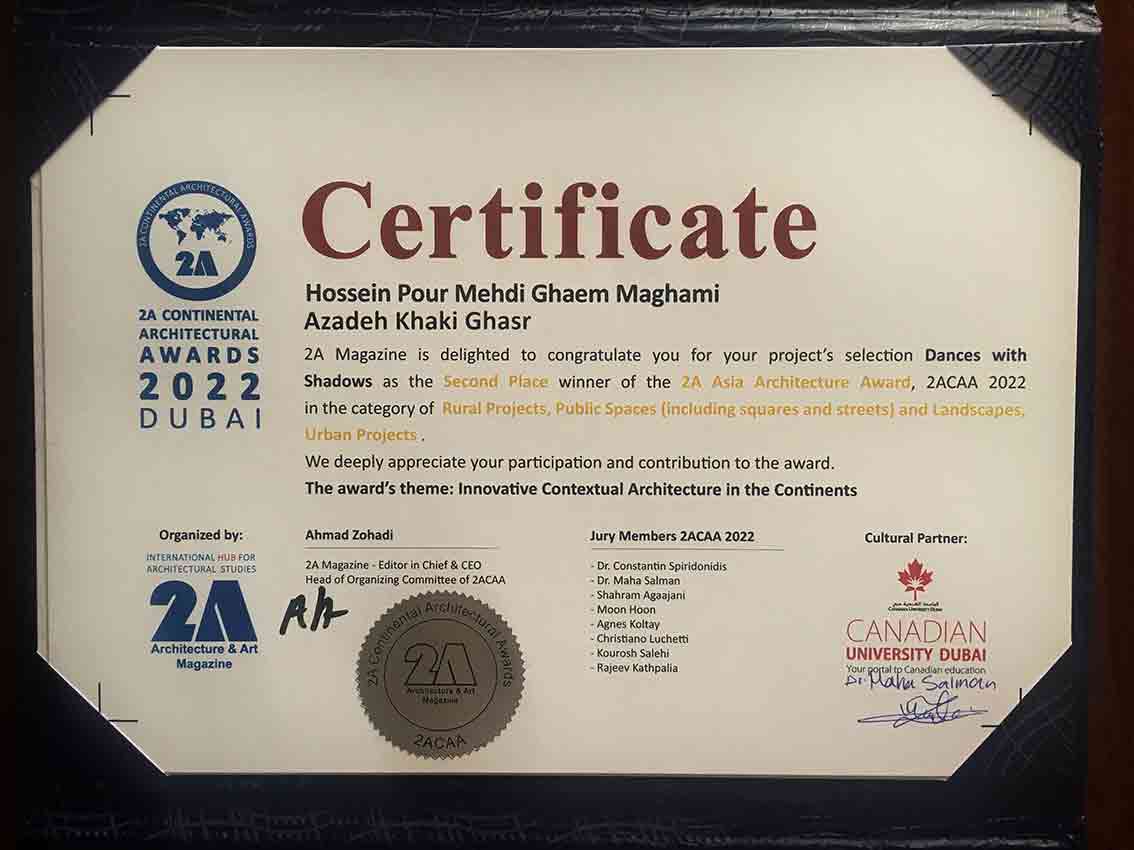 2A CONTINENTAL ARCHITECTURAL AWARDS
2A
2A CONTINENTAL
ARCHITECTURAL
AWARDS
2022
DUBAI
Certificate
Hossein Pour Mehdi Ghaem Maghami
Azadeh Khaki Ghasr
2A Magazine is delighted to congratulate you for your project's selection Dances with
Shadows as the Second Place winner of the 2A Asia Architecture Award, 2ACAA 2022
in the category of Rural Projects, Public Spaces (including squares and streets) and Landscapes,
Urban Projects .
We deeply appreciate your participation and contribution to the award.
The award's theme: Innovative Contextual Architecture in the Continents
Organized by:
INTERNATIONAL HUB FOR
ARCHITECTURAL STUDIES
2A
Architecture & Art
Magazine
Ahmad Zohadi
2A Magazine - Editor in Chief & CEO
Head of Organizing Committee of 2ACAA
2A Continental Architectural Awards
2A
Architecture & Art
Magazine
2ACAA
Jury Members 2ACAA 2022
- Dr. Constantin Spiridonidis
- Dr. Maha Salman
- Shahram Agaajani
- Moon Hoon
- Agnes Koltay
- Christiano Luchetti
- Kourosh Salehi
- Rajeev Kathpalia
Cultural Partner:
الجامعة الكندية دبي
CANADIAN UNIVERSITY DUBAI
CANADIAN
UNIVERSITY DUBAI
Your portal to Canadian education
Dr. Maha Salman